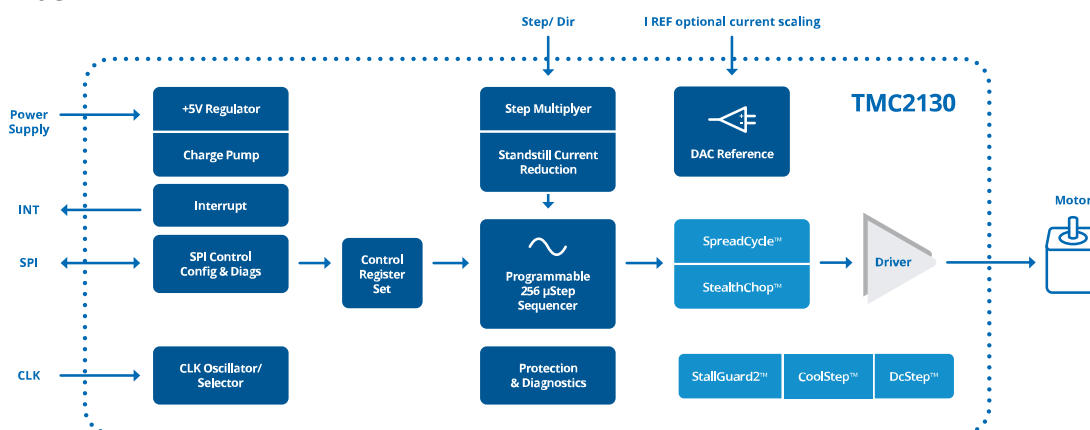 Step/ Dir
I REF optional current scaling
TMC2130
Power
Supply
+5V Regulator
Charge Pump
Step Multiplyer
Standstill Current
Reduction
DAC Reference
INT
Interrupt
Motor
SPI
SPI Control
Config & Diags
Control
Register
Set
Programmable
256 µStep
Sequencer
SpreadCycle™
StealthChop™
Driver
CLK
CLK Oscillator/
Selector
Protection
& Diagnostics
StallGuard2™
CoolStep™
DcStep™